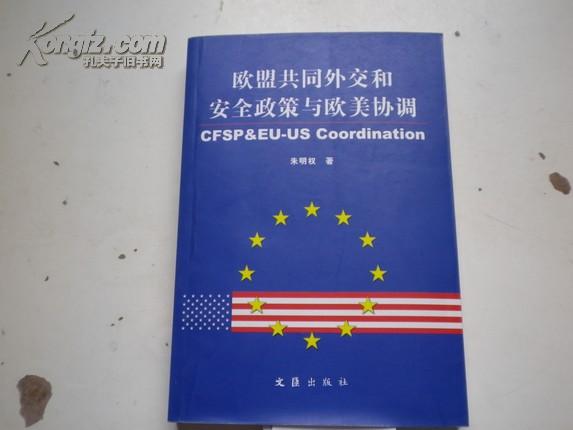 Kongfz.com
孔夫子旧书网
欧盟共同外交和
安全政策与欧美协调
CFSP&EU-US Coordination
朱明权 著
文匯出版社